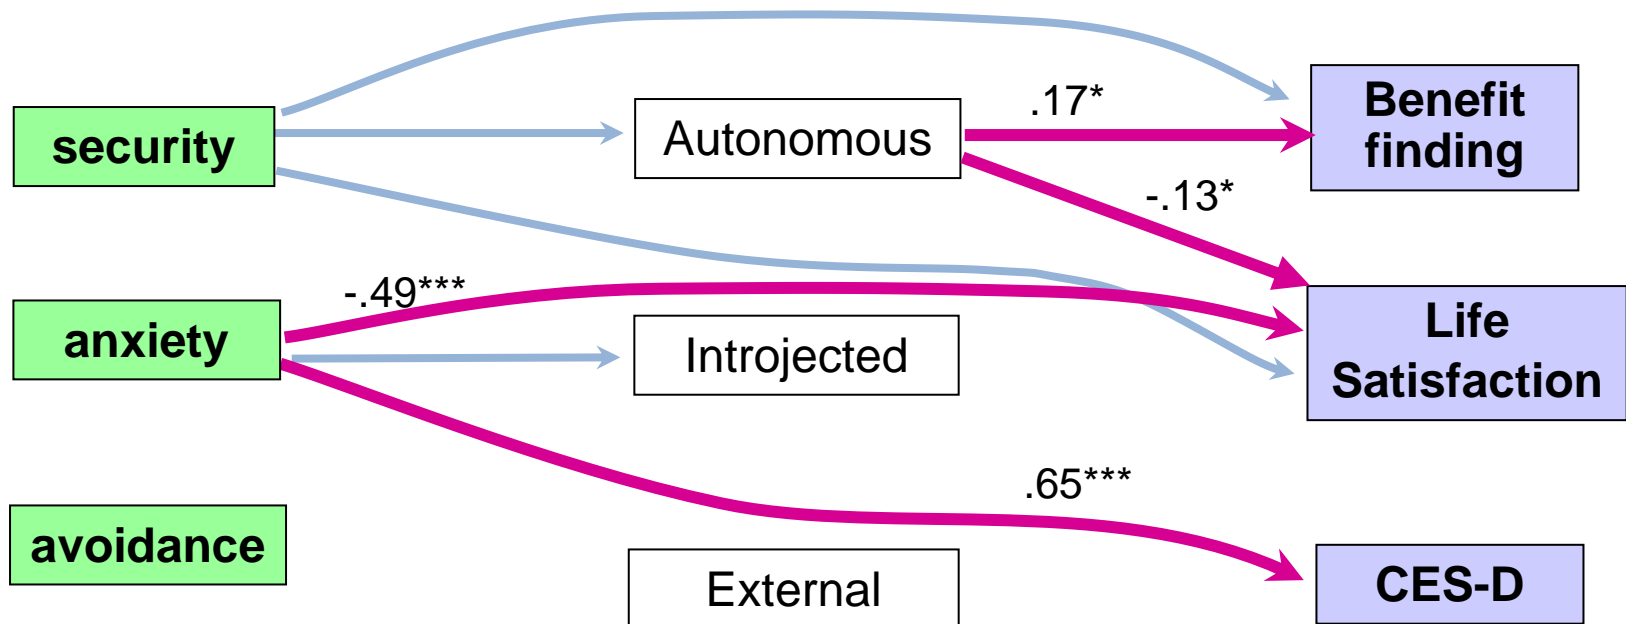 Benefit
finding
.17*
security
Autonomous
-.13*
-.49***
anxiety
Introjected
Life
Satisfaction
.65***
avoidance
External
CES-D